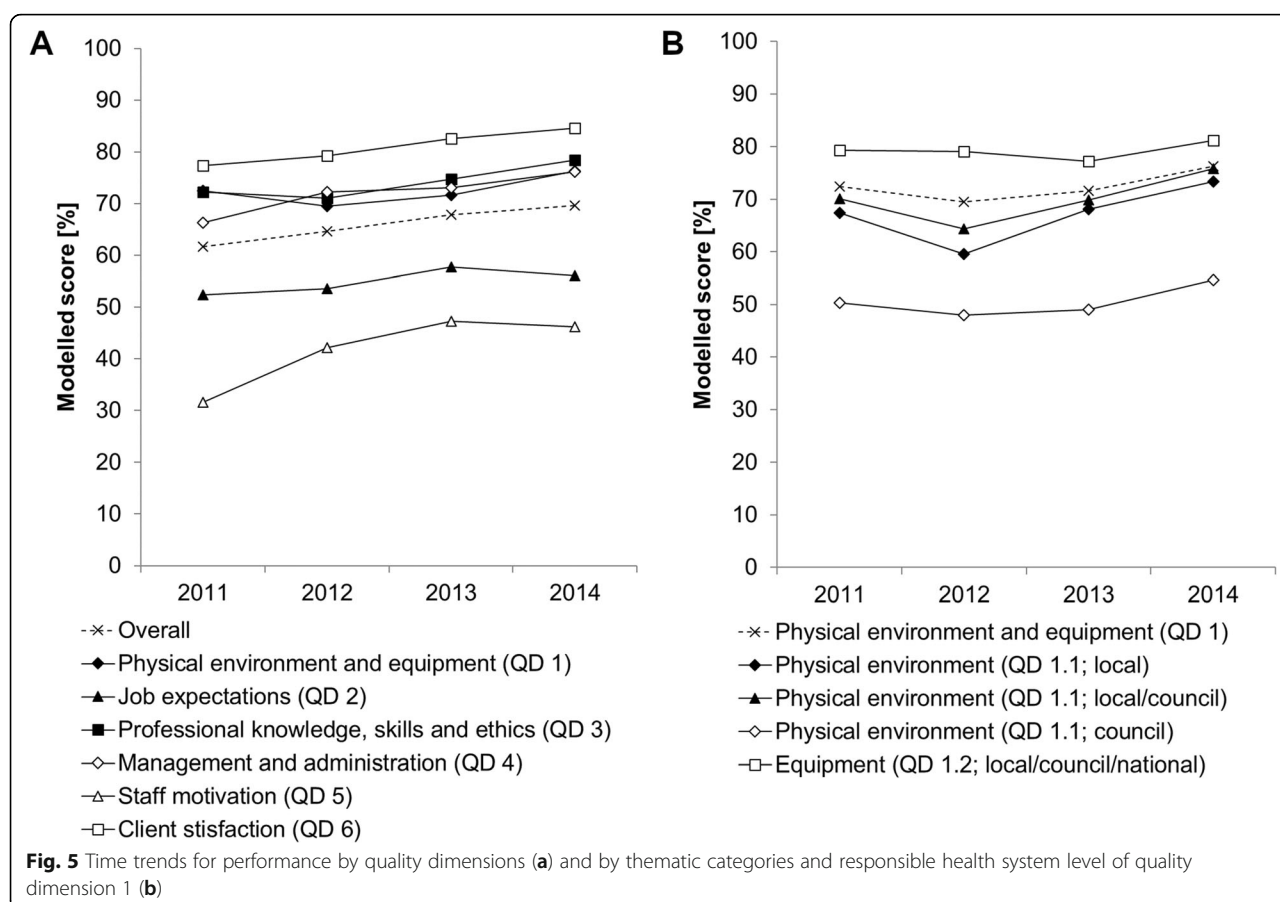 A
Modelled score [%]
100
90
80
70
60
50
40
30
20
10
0
2011 2012 2013 2014
Overall
Physical environment and equipment (QD 1)
Job expectations (QD 2)
Professional knowledge, skills and ethics (QD 3)
Management and administration (QD 4)
Staff motivation (QD 5)
Client stisfaction (QD 6)
B
Modelled score [%]
100
90
80
70
60
50
40
30
20
10
0
2011 2012 2013 2014
Physical environment and equipment (QD 1)
Physical environment (QD 1.1; local)
Physical environment (QD 1.1; local/council)
Physical environment (QD 1.1; council)
Equipment (QD 1.2; local/council/national)
Fig. 5 Time trends for performance by quality dimensions (a) and by thematic categories and responsible health system level of quality
dimension 1 (b)